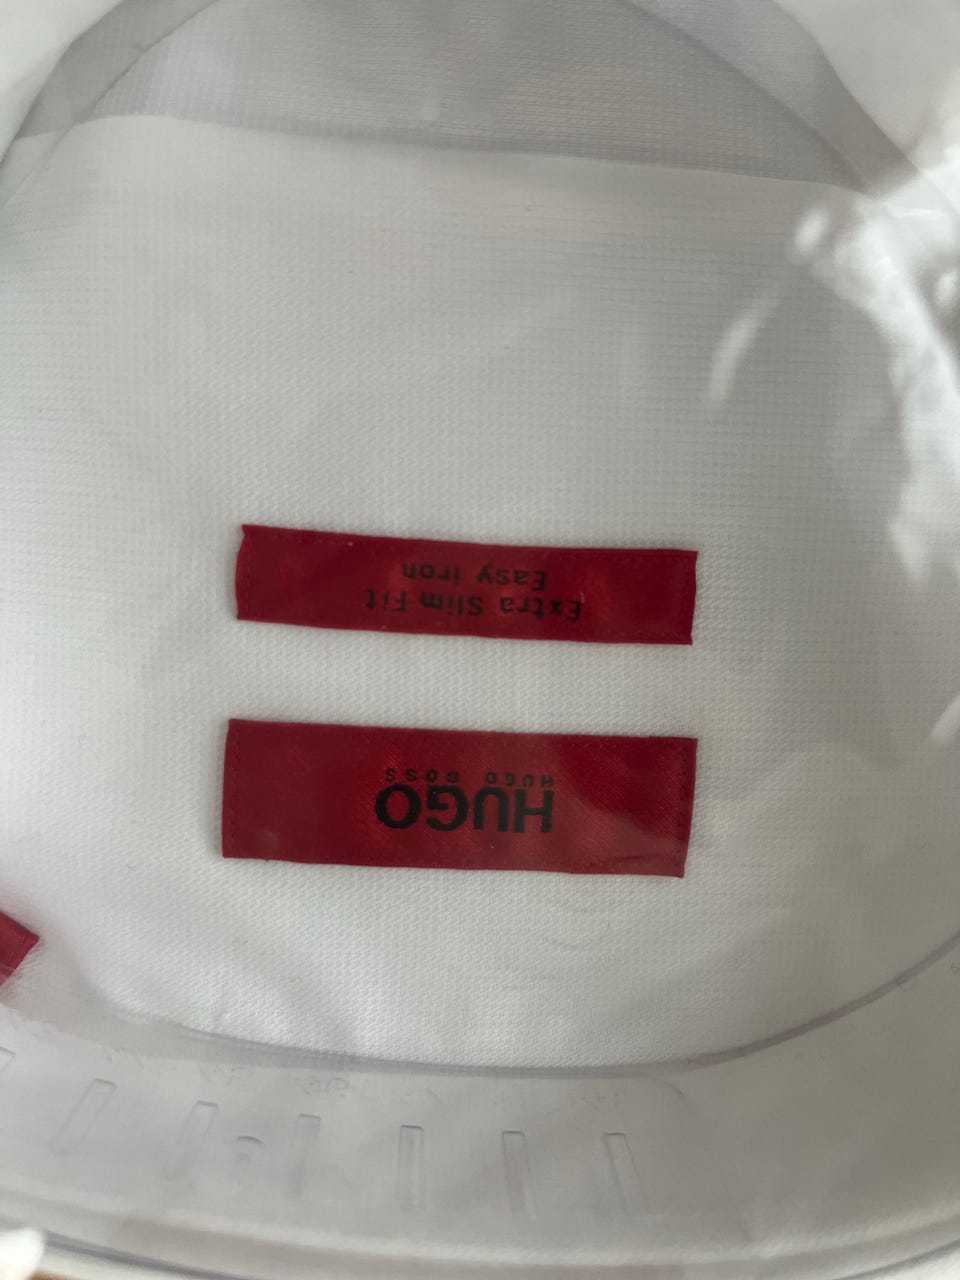 HUGO
HUGO BOSS
Extra Slim Fit
Easy Iron